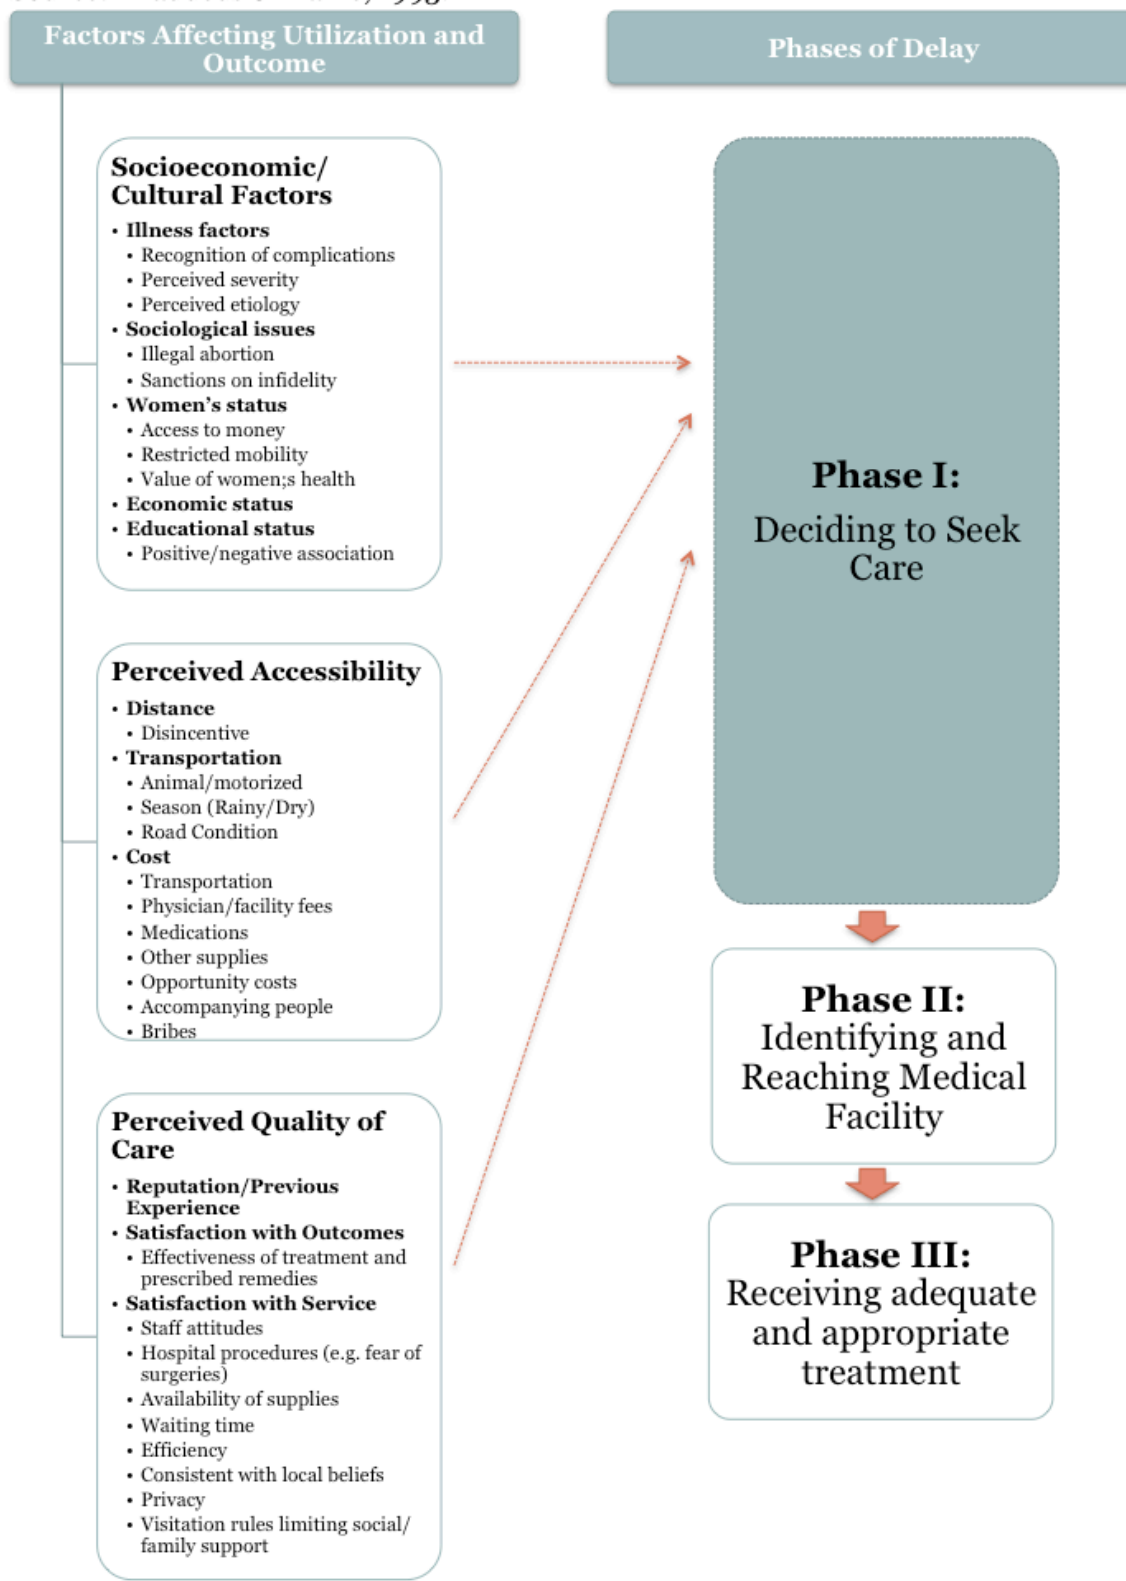 Factors Affecting Utilization and
Outcome
Phases of Delay
Socioeconomic/
Cultural Factors
• Illness factors
• Recognition of complications
• Perceived severity
• Perceived etiology
• Sociological issues
• Illegal abortion
• Sanctions on infidelity
• Women's status
• Access to money
• Restricted mobility
• Value of women;s health
• Economic status
• Educational status
• Positive/negative association
Perceived Accessibility
• Distance
• Disincentive
• Transportation
• Animal/motorized
• Season (Rainy/Dry)
• Road Condition
• Cost
• Transportation
• Physician/facility fees
• Medications
• Other supplies
• Opportunity costs
• Accompanying people
• Bribes
Perceived Quality of
Care
• Reputation/Previous
Experience
• Satisfaction with Outcomes
• Effectiveness of treatment and
prescribed remedies
• Satisfaction with Service
• Staff attitudes
• Hospital procedures (e.g. fear of
surgeries)
• Availability of supplies
• Waiting time
• Efficiency
• Consistent with local beliefs
• Privacy
• Visitation rules limiting social/
family support
Phase I:
Deciding to Seek
Care
Phase II:
Identifying and
Reaching Medical
Facility
Phase III:
Receiving adequate
and appropriate
treatment